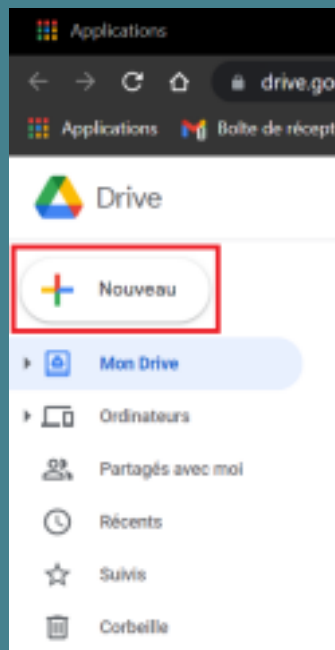 Applications
drive.go
Applications Boîte de récept
Drive
Nouveau
Mon Drive
Ordinateurs
Partagés avec moi
Récents
Suivis
Corbeille